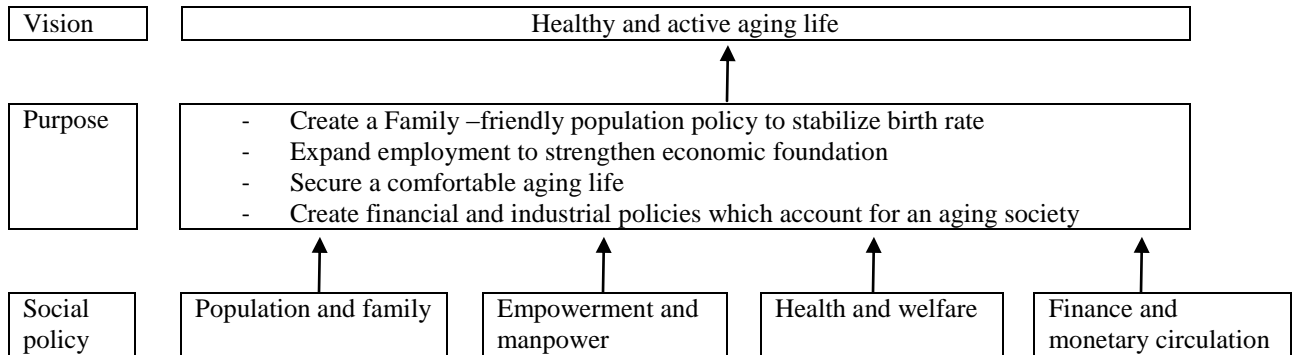 Vision
Healthy and active aging life
Purpose
- Create a Family –friendly population policy to stabilize birth rate
- Expand employment to strengthen economic foundation
- Secure a comfortable aging life
- Create financial and industrial policies which account for an aging society
Social
policy
Population and family
Empowerment and
manpower
Health and welfare
Finance and
monetary circulation